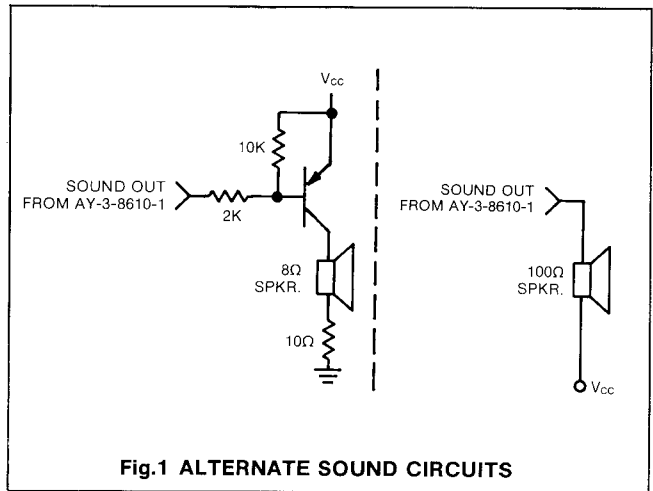 Vcc
10K
SOUND OUT
FROM AY-3-8610-1
2K
8Ω
SPKR.
10Ω
SOUND OUT
FROM AY-3-8610-1
100Ω
SPKR.
Vcc
Fig.1 ALTERNATE SOUND CIRCUITS